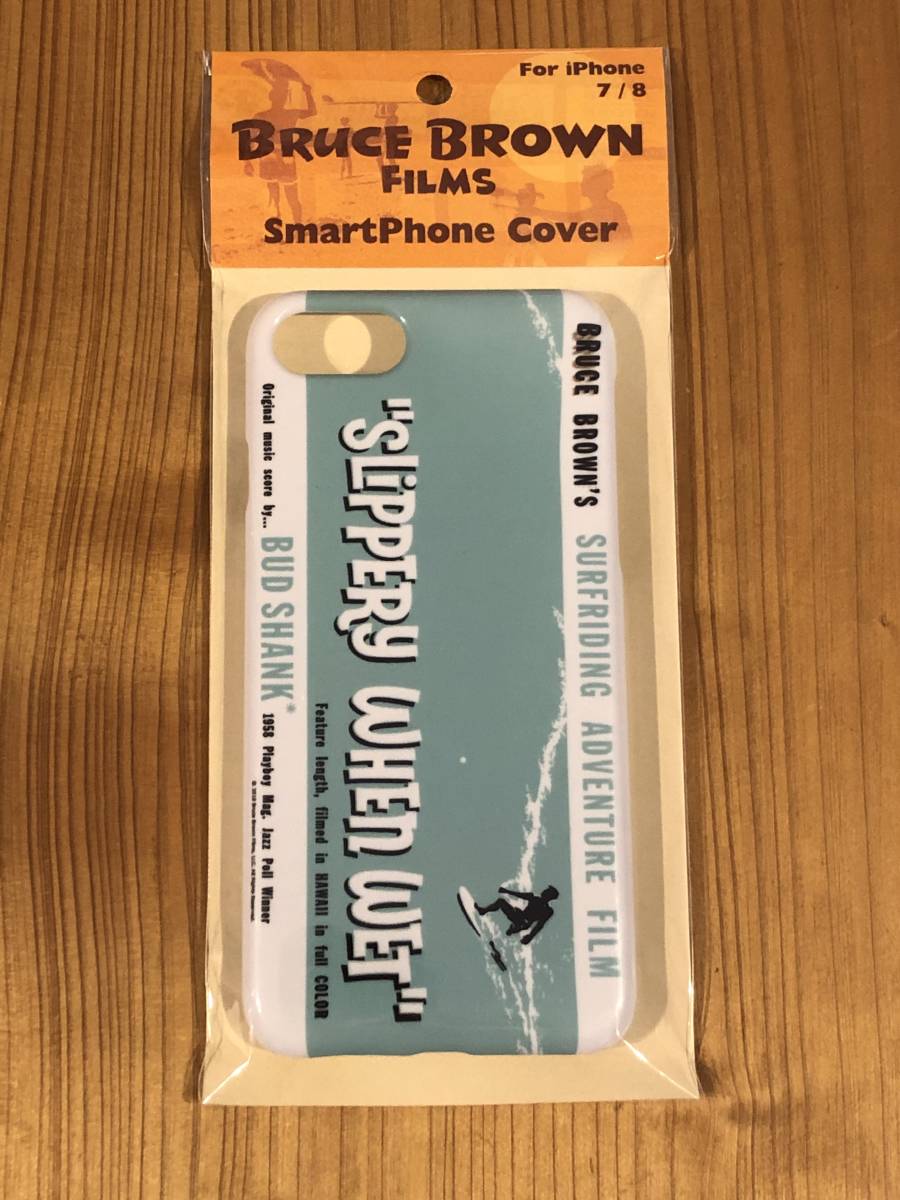 For iPhone
7 / 8
BRUCE BROWN
FILMS
SmartPhone Cover
BRUCE BROWN'S SURFRIDING ADVENTURE FILM
"SLiPPERY WHEN WET"
Feature length, filmed in HAWAII in full COLOR
Original music score by... BUD SHANK* 1958 Playboy Mag. Jazz Poll Winner